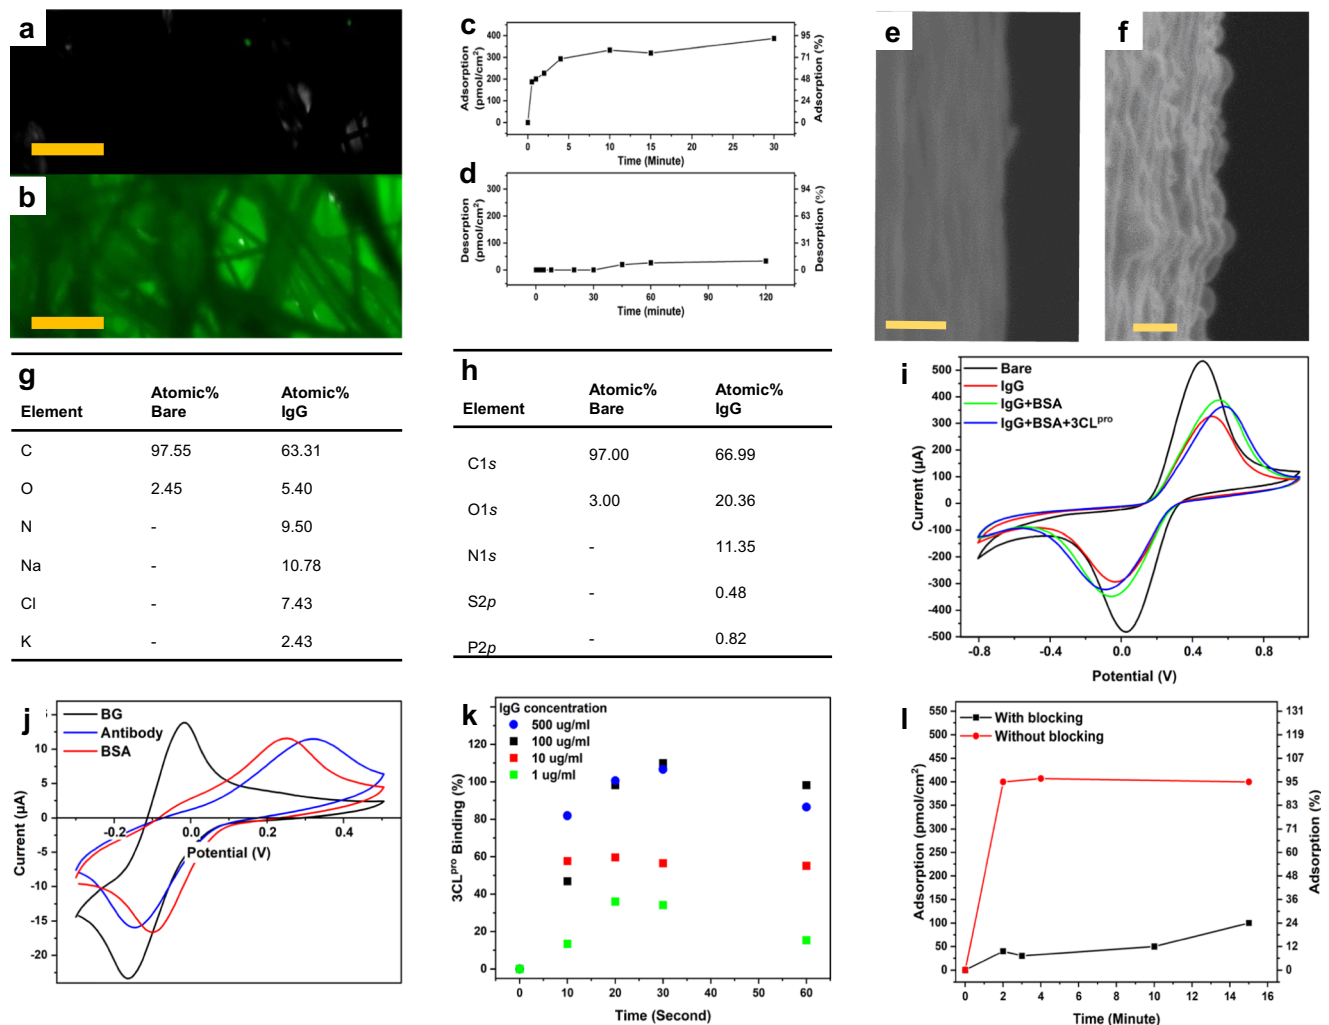 a
b
c
Adsorption
(pmol/cm²)
400
300
200
100
0
95
71
48
24
0
Adsorption (%)
0 5 10 15 20 25 30
Time (Minute)
d
Desorption
(pmol/cm²)
300
200
100
0
94
63
31
0
Desorption (%)
0 30 60 90 120
Time (minute)
e
f
g
Element Atomic% Bare Atomic% IgG
C 97.55 63.31
O 2.45 5.40
N - 9.50
Na - 10.78
Cl - 7.43
K - 2.43
h
Element Atomic% Bare Atomic% IgG
C1s 97.00 66.99
O1s 3.00 20.36
N1s - 11.35
S2p - 0.48
P2p - 0.82
i
Bare
IgG
IgG+BSA
IgG+BSA+3CLpro
Current (µA)
500
400
300
200
100
0
-100
-200
-300
-400
-500
-0.8 -0.4 0.0 0.4 0.8
Potential (V)
j
BG
Antibody
BSA
Current (µA)
10
5
0
-5
-10
-15
-20
0.0 0.2 0.4
Potential (V)
k
IgG concentration
500 ug/ml
100 ug/ml
10 ug/ml
1 ug/ml
3CLpro Binding (%)
120
100
80
60
40
20
0
0 10 20 30 40 50 60
Time (Second)
l
With blocking
Without blocking
Adsorption (pmol/cm²)
550
500
450
400
350
300
250
200
150
100
50
0
131
119
107
95
83
71
60
48
36
24
12
0
Adsorption (%)
0 2 4 6 8 10 12 14 16
Time (Minute)